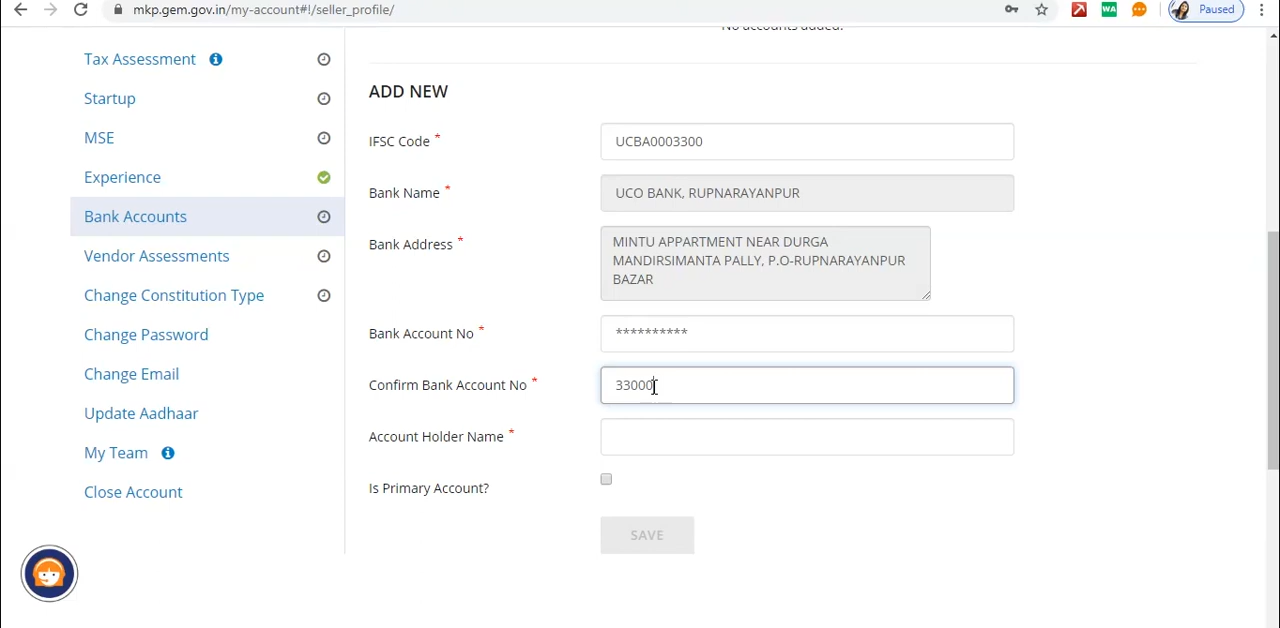 mkp.gem.gov.in/my-account#!/seller_profile/
WA
Paused
No accounts added.
Tax Assessment
Startup
MSE
Experience
Bank Accounts
Vendor Assessments
Change Constitution Type
Change Password
Change Email
Update Aadhaar
My Team
Close Account
ADD NEW
IFSC Code *
UCBA0003300
Bank Name *
UCO BANK, RUPNARAYANPUR
Bank Address *
MINTU APPARTMENT NEAR DURGA
MANDIRSIMANTA PALLY, P.O-RUPNARAYANPUR
BAZAR
Bank Account No *
**********
Confirm Bank Account No *
33000
Account Holder Name *
Is Primary Account?
SAVE